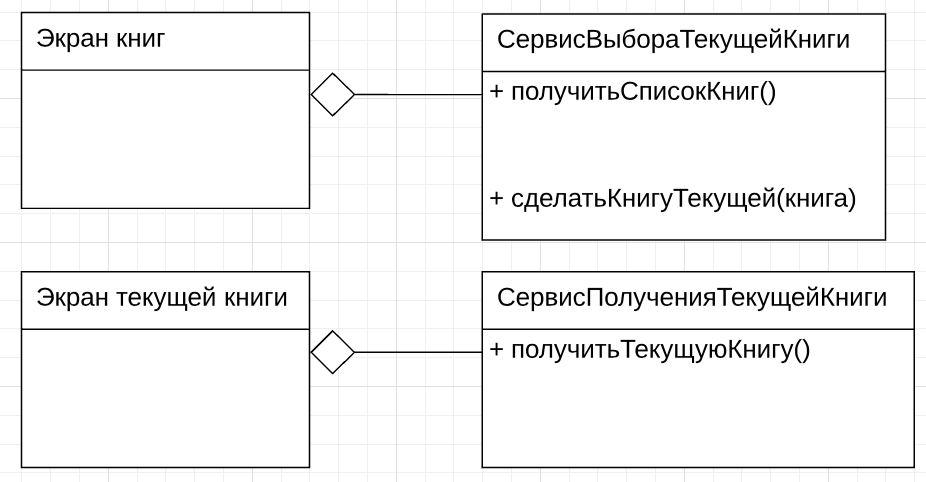 Экран книг
СервисВыбораТекущейКниги
+ получитьСписокКниг()
+ сделатьКнигуТекущей(книга)
Экран текущей книги
СервисПолученияТекущейКниги
+ получитьТекущуюКнигу()